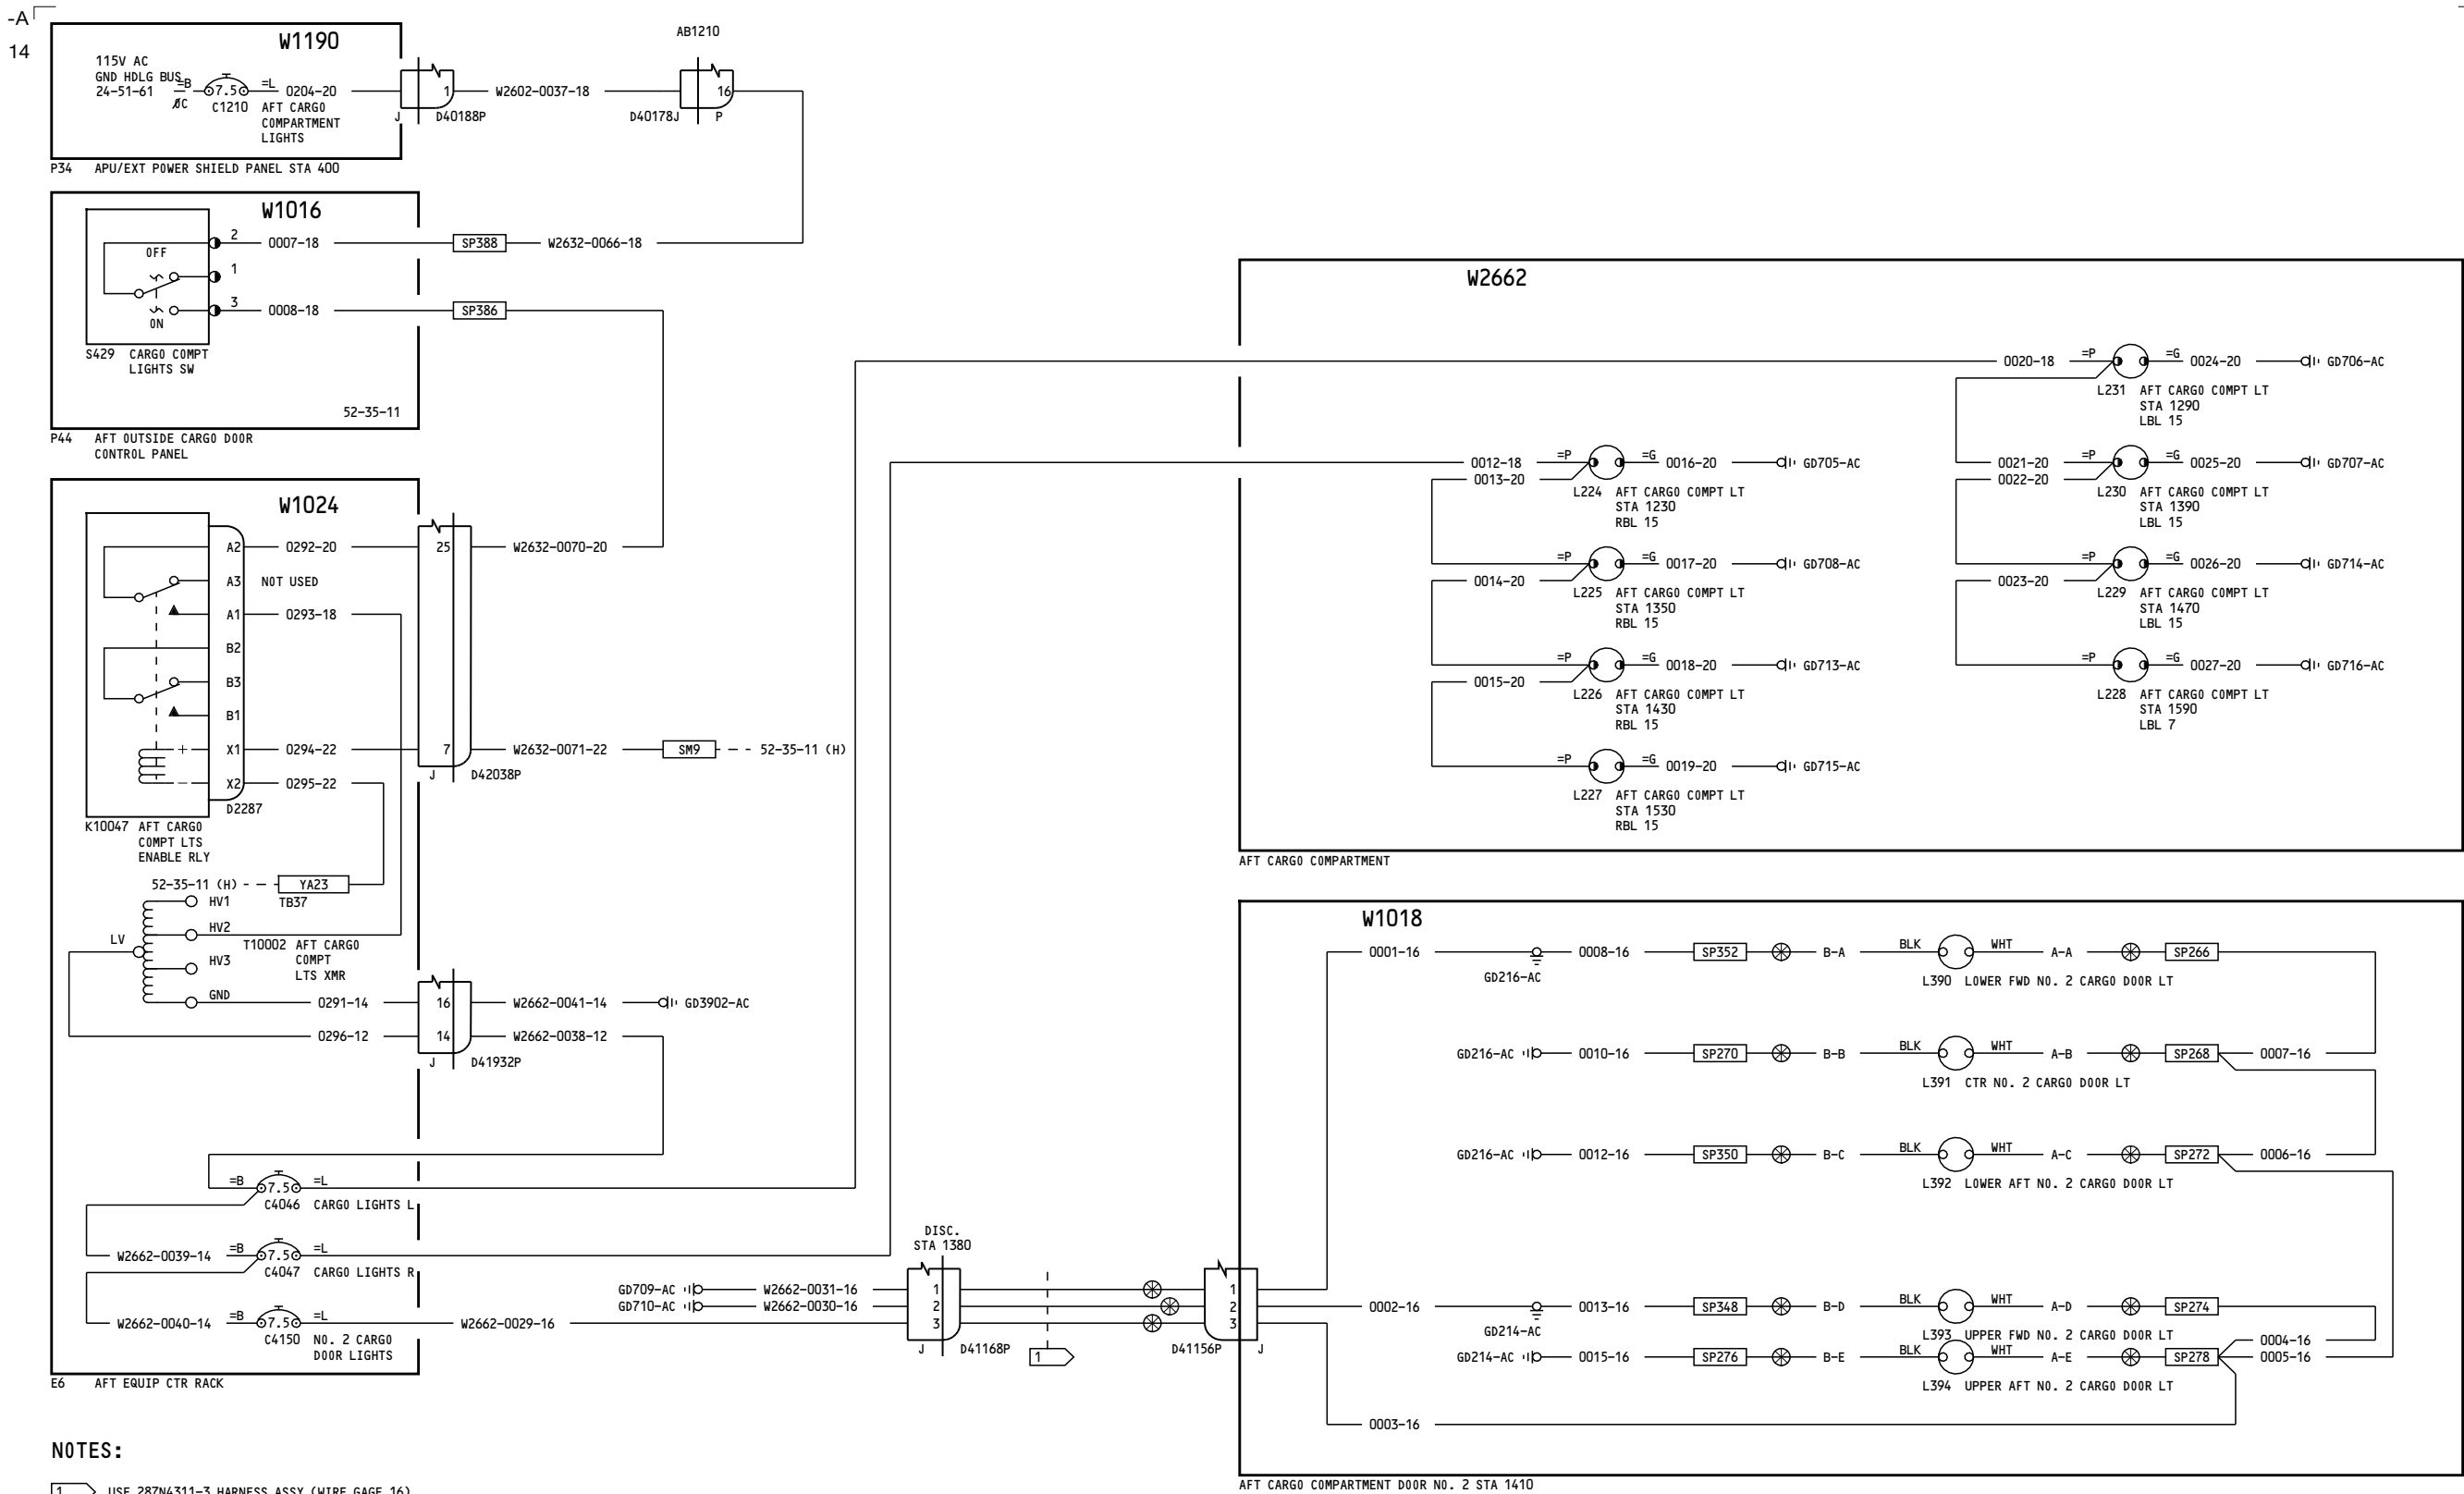 -A
14
W1190
115V AC
GND HDLG BUS
24-51-61
=B
ØC
7.5
C1210
=L
0204-20
AFT CARGO
COMPARTMENT
LIGHTS
J
1
D40188P
W2602-0037-18
AB1210
D40178J
16
P
P34 APU/EXT POWER SHIELD PANEL STA 400
W1016
OFF
ON
2
1
3
0007-18
0008-18
SP388
SP386
W2632-0066-18
S429 CARGO COMPT
LIGHTS SW
52-35-11
P44 AFT OUTSIDE CARGO DOOR
CONTROL PANEL
W1024
A2
0292-20
25
W2632-0070-20
A3 NOT USED
A1
0293-18
B2
B3
B1
+ X1
0294-22
7
W2632-0071-22
SM9
52-35-11 (H)
- X2
0295-22
J
D42038P
D2287
K10047 AFT CARGO
COMPT LTS
ENABLE RLY
52-35-11 (H)
YA23
TB37
HV1
HV2
LV
HV3
GND
T10002 AFT CARGO
COMPT
LTS XMR
0291-14
16
W2662-0041-14
GD3902-AC
0296-12
14
W2662-0038-12
J
D41932P
=B
7.5
=L
C4046 CARGO LIGHTS L
W2662-0039-14
=B
7.5
=L
C4047 CARGO LIGHTS R
W2662-0040-14
=B
7.5
=L
C4150 NO. 2 CARGO
DOOR LIGHTS
W2662-0029-16
E6 AFT EQUIP CTR RACK
GD709-AC
W2662-0031-16
GD710-AC
W2662-0030-16
DISC.
STA 1380
1
2
3
J
D41168P
1
D41156P
1
2
3
J
W2662
0020-18
=P
=G
0024-20
GD706-AC
L231 AFT CARGO COMPT LT
STA 1290
LBL 15
0012-18
0013-20
=P
=G
0016-20
GD705-AC
L224 AFT CARGO COMPT LT
STA 1230
RBL 15
0021-20
0022-20
=P
=G
0025-20
GD707-AC
L230 AFT CARGO COMPT LT
STA 1390
LBL 15
0014-20
=P
=G
0017-20
GD708-AC
L225 AFT CARGO COMPT LT
STA 1350
RBL 15
0023-20
=P
=G
0026-20
GD714-AC
L229 AFT CARGO COMPT LT
STA 1470
LBL 15
0015-20
=P
=G
0018-20
GD713-AC
L226 AFT CARGO COMPT LT
STA 1430
RBL 15
=P
=G
0027-20
GD716-AC
L228 AFT CARGO COMPT LT
STA 1590
LBL 7
=P
=G
0019-20
GD715-AC
L227 AFT CARGO COMPT LT
STA 1530
RBL 15
AFT CARGO COMPARTMENT
W1018
0001-16
GD216-AC
0008-16
SP352
B-A
BLK
WHT
A-A
SP266
L390 LOWER FWD NO. 2 CARGO DOOR LT
GD216-AC
0010-16
SP270
B-B
BLK
WHT
A-B
SP268
0007-16
L391 CTR NO. 2 CARGO DOOR LT
GD216-AC
0012-16
SP350
B-C
BLK
WHT
A-C
SP272
0006-16
L392 LOWER AFT NO. 2 CARGO DOOR LT
0002-16
GD214-AC
0013-16
SP348
B-D
BLK
WHT
A-D
SP274
L393 UPPER FWD NO. 2 CARGO DOOR LT
0004-16
GD214-AC
0015-16
SP276
B-E
BLK
WHT
A-E
SP278
0005-16
L394 UPPER AFT NO. 2 CARGO DOOR LT
0003-16
AFT CARGO COMPARTMENT DOOR NO. 2 STA 1410
NOTES:
1 USE 287N4311-3 HARNESS ASSY (WIRE GAGE 16)